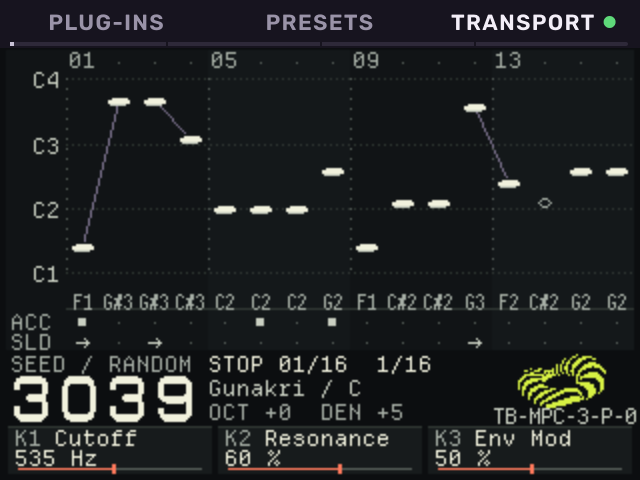 PLUG-INS PRESETS TRANSPORT
01 05 09 13
C4
C3
C2
C1
F1 G#3 G#3 C#3 C2 C2 C2 G2 F1 C#2 C#2 G3 F2 C#2 G2 G2
ACC
SLD → → →
SEED / RANDOM STOP 01/16 1/16
3039 Gunakri / C
OCT +0 DEN +5 TB-MPC-3-P-0
K1 Cutoff K2 Resonance K3 Env Mod
535 Hz 60 % 50 %